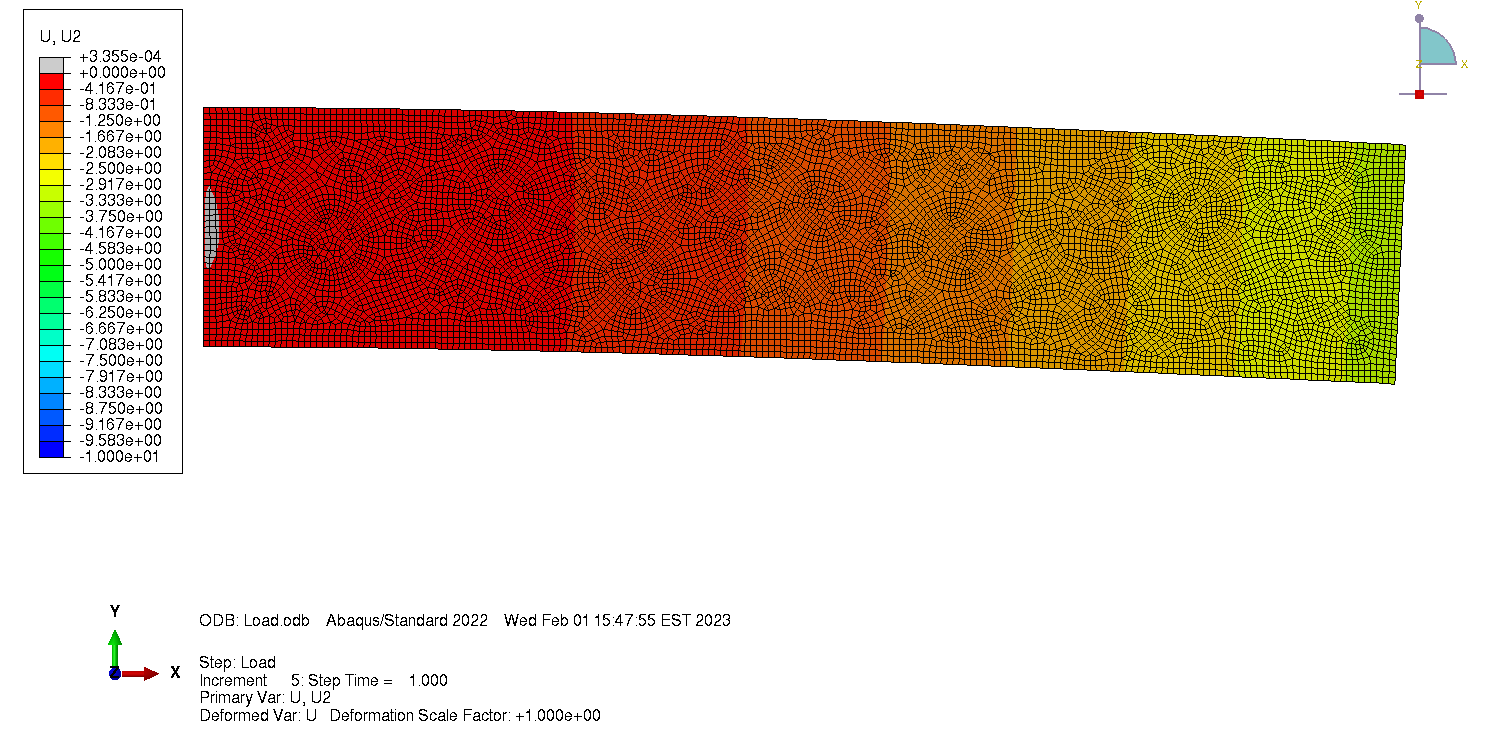 U, U2
+3.355e-04
+0.000e+00
-4.167e-01
-8.333e-01
-1.250e+00
-1.667e+00
-2.083e+00
-2.500e+00
-2.917e+00
-3.333e+00
-3.750e+00
-4.167e+00
-4.583e+00
-5.000e+00
-5.417e+00
-5.833e+00
-6.250e+00
-6.667e+00
-7.083e+00
-7.500e+00
-7.917e+00
-8.333e+00
-8.750e+00
-9.167e+00
-9.583e+00
-1.000e+01
Y
Z X
Y
Z X
ODB: Load.odb Abaqus/Standard 2022 Wed Feb 01 15:47:55 EST 2023
Step: Load
Increment 5: Step Time = 1.000
Primary Var: U, U2
Deformed Var: U Deformation Scale Factor: +1.000e+00